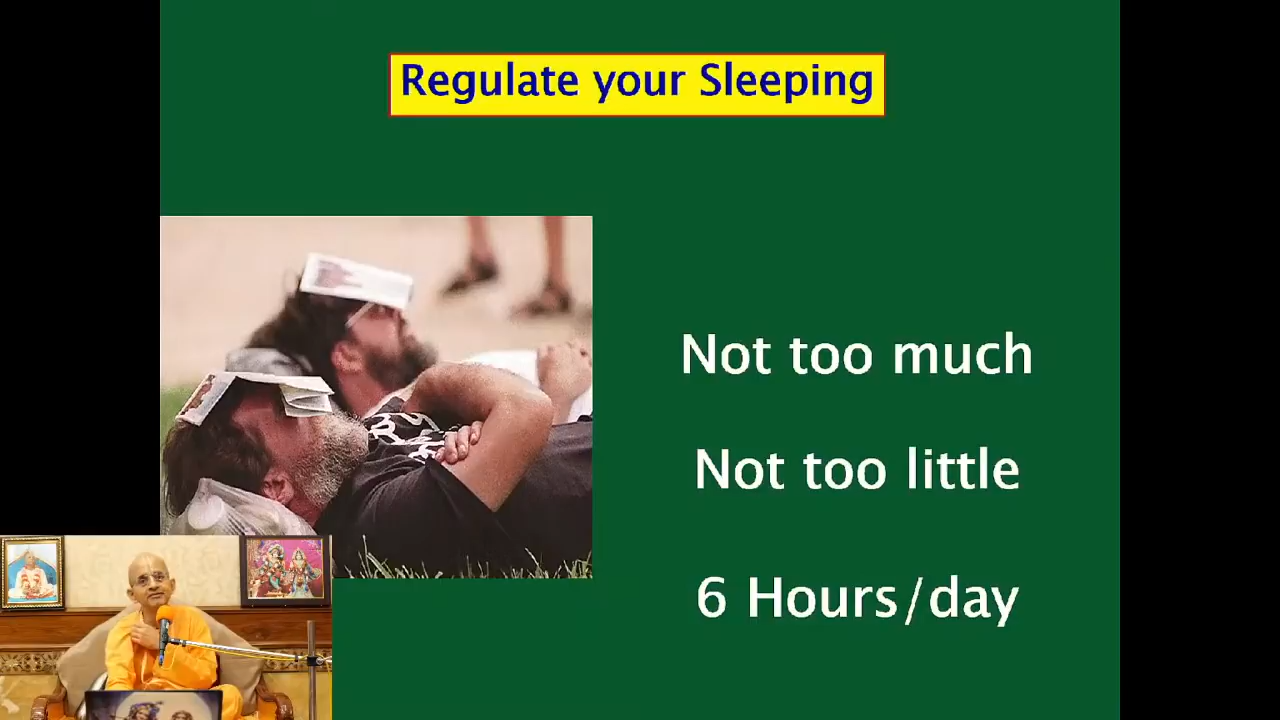 Regulate your Sleeping
Not too much
Not too little
6 Hours/day